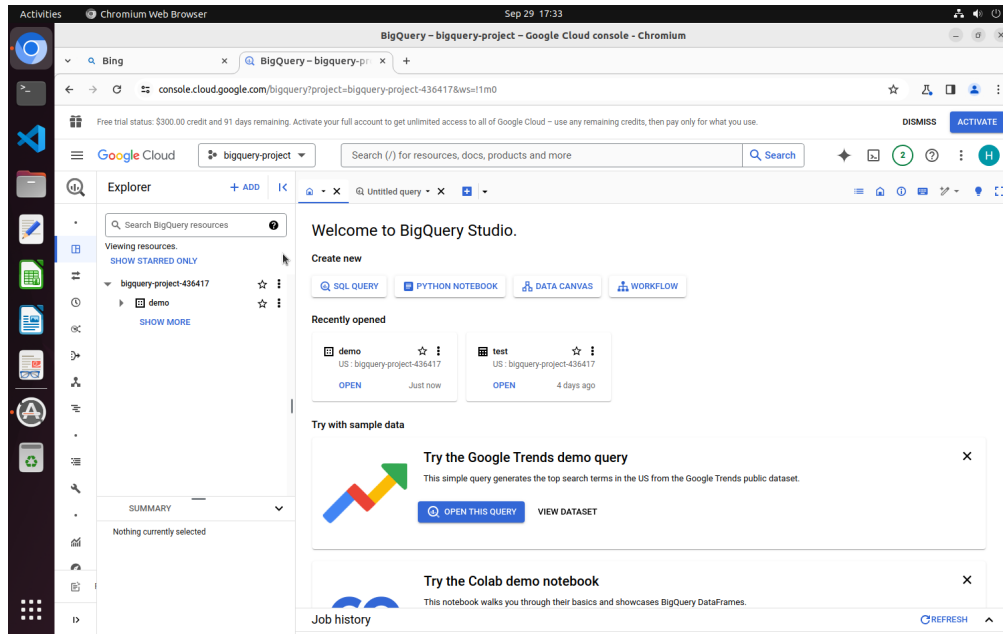 Activities
Chromium Web Browser
Sep 29 17:33
BigQuery – bigquery-project – Google Cloud console - Chromium
Bing
BigQuery – bigquery-pr
console.cloud.google.com/bigquery?project=bigquery-project-436417&ws=!1m0
Free trial status: $300.00 credit and 91 days remaining. Activate your full account to get unlimited access to all of Google Cloud – use any remaining credits, then pay only for what you use.
DISMISS
ACTIVATE
Google Cloud
bigquery-project
Search (/) for resources, docs, products and more
Search
2
H
Explorer
+ ADD
Untitled query
Search BigQuery resources
Viewing resources.
SHOW STARRED ONLY
bigquery-project-436417
demo
SHOW MORE
SUMMARY
Nothing currently selected
Welcome to BigQuery Studio.
Create new
SQL QUERY
PYTHON NOTEBOOK
DATA CANVAS
WORKFLOW
Recently opened
demo
US : bigquery-project-436417
OPEN
Just now
test
US : bigquery-project-436417
OPEN
4 days ago
Try with sample data
Try the Google Trends demo query
This simple query generates the top search terms in the US from the Google Trends public dataset.
OPEN THIS QUERY
VIEW DATASET
Try the Colab demo notebook
This notebook walks you through their basics and showcases BigQuery DataFrames.
Job history
REFRESH